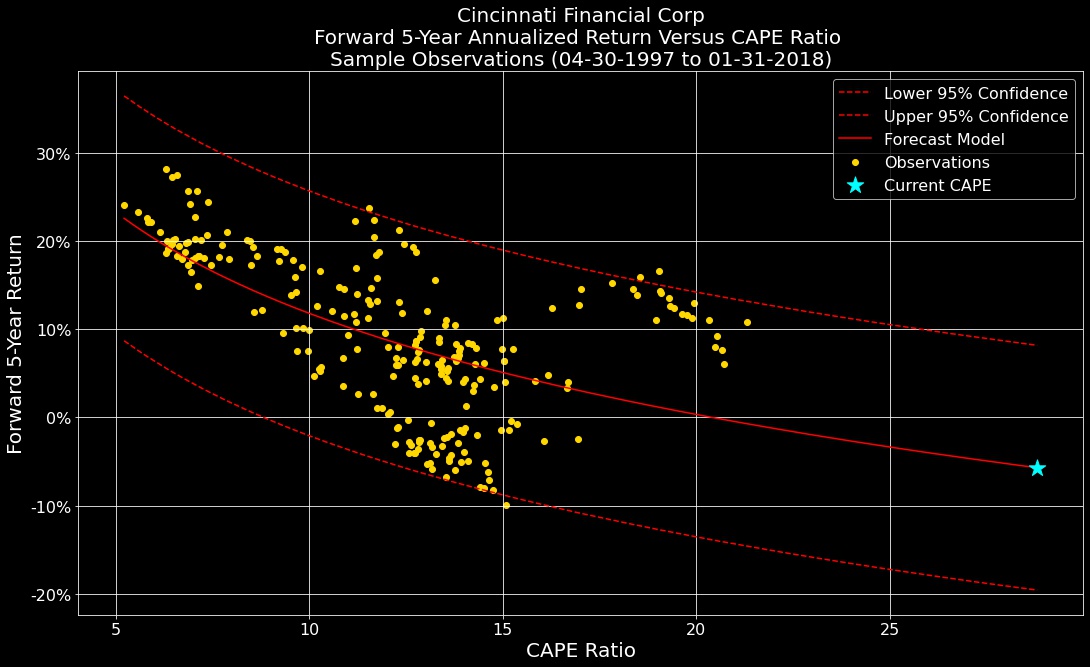 Cincinnati Financial Corp
Forward 5-Year Annualized Return Versus CAPE Ratio
Sample Observations (04-30-1997 to 01-31-2018)
Lower 95% Confidence
Upper 95% Confidence
Forecast Model
Observations
Current CAPE
Forward 5-Year Return
30%
20%
10%
0%
-10%
-20%
5
10
15
20
25
CAPE Ratio